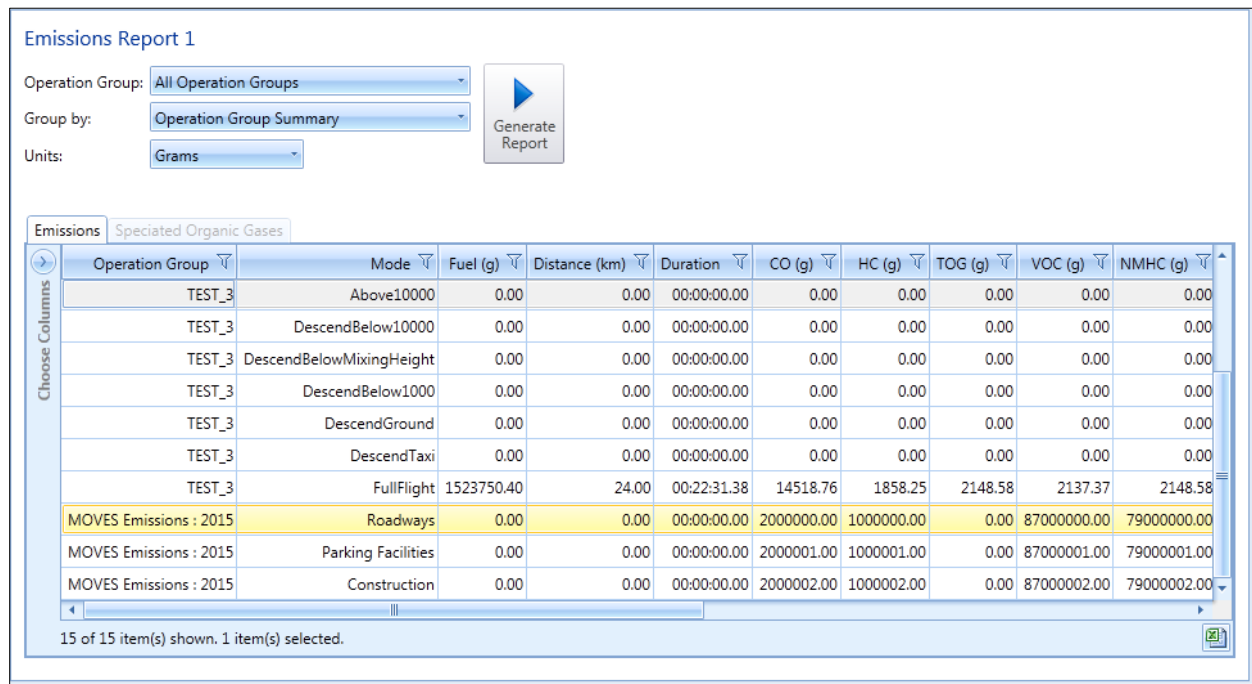 Emissions Report 1
Operation Group: All Operation Groups
Group by: Operation Group Summary
Units: Grams
Generate
Report
Emissions Speciated Organic Gases
Choose Columns
Operation Group Mode Fuel (g) Distance (km) Duration CO (g) HC (g) TOG (g) VOC (g) NMHC (g)
TEST_3 Above10000 0.00 0.00 00:00:00.00 0.00 0.00 0.00 0.00 0.00
TEST_3 DescendBelow10000 0.00 0.00 00:00:00.00 0.00 0.00 0.00 0.00 0.00
TEST_3 DescendBelowMixingHeight 0.00 0.00 00:00:00.00 0.00 0.00 0.00 0.00 0.00
TEST_3 DescendBelow1000 0.00 0.00 00:00:00.00 0.00 0.00 0.00 0.00 0.00
TEST_3 DescendGround 0.00 0.00 00:00:00.00 0.00 0.00 0.00 0.00 0.00
TEST_3 DescendTaxi 0.00 0.00 00:00:00.00 0.00 0.00 0.00 0.00 0.00
TEST_3 FullFlight 1523750.40 24.00 00:22:31.38 14518.76 1858.25 2148.58 2137.37 2148.58
MOVES Emissions : 2015 Roadways 0.00 0.00 00:00:00.00 2000000.00 1000000.00 0.00 87000000.00 79000000.00
MOVES Emissions : 2015 Parking Facilities 0.00 0.00 00:00:00.00 2000001.00 1000001.00 0.00 87000001.00 79000001.00
MOVES Emissions : 2015 Construction 0.00 0.00 00:00:00.00 2000002.00 1000002.00 0.00 87000002.00 79000002.00
15 of 15 item(s) shown. 1 item(s) selected.